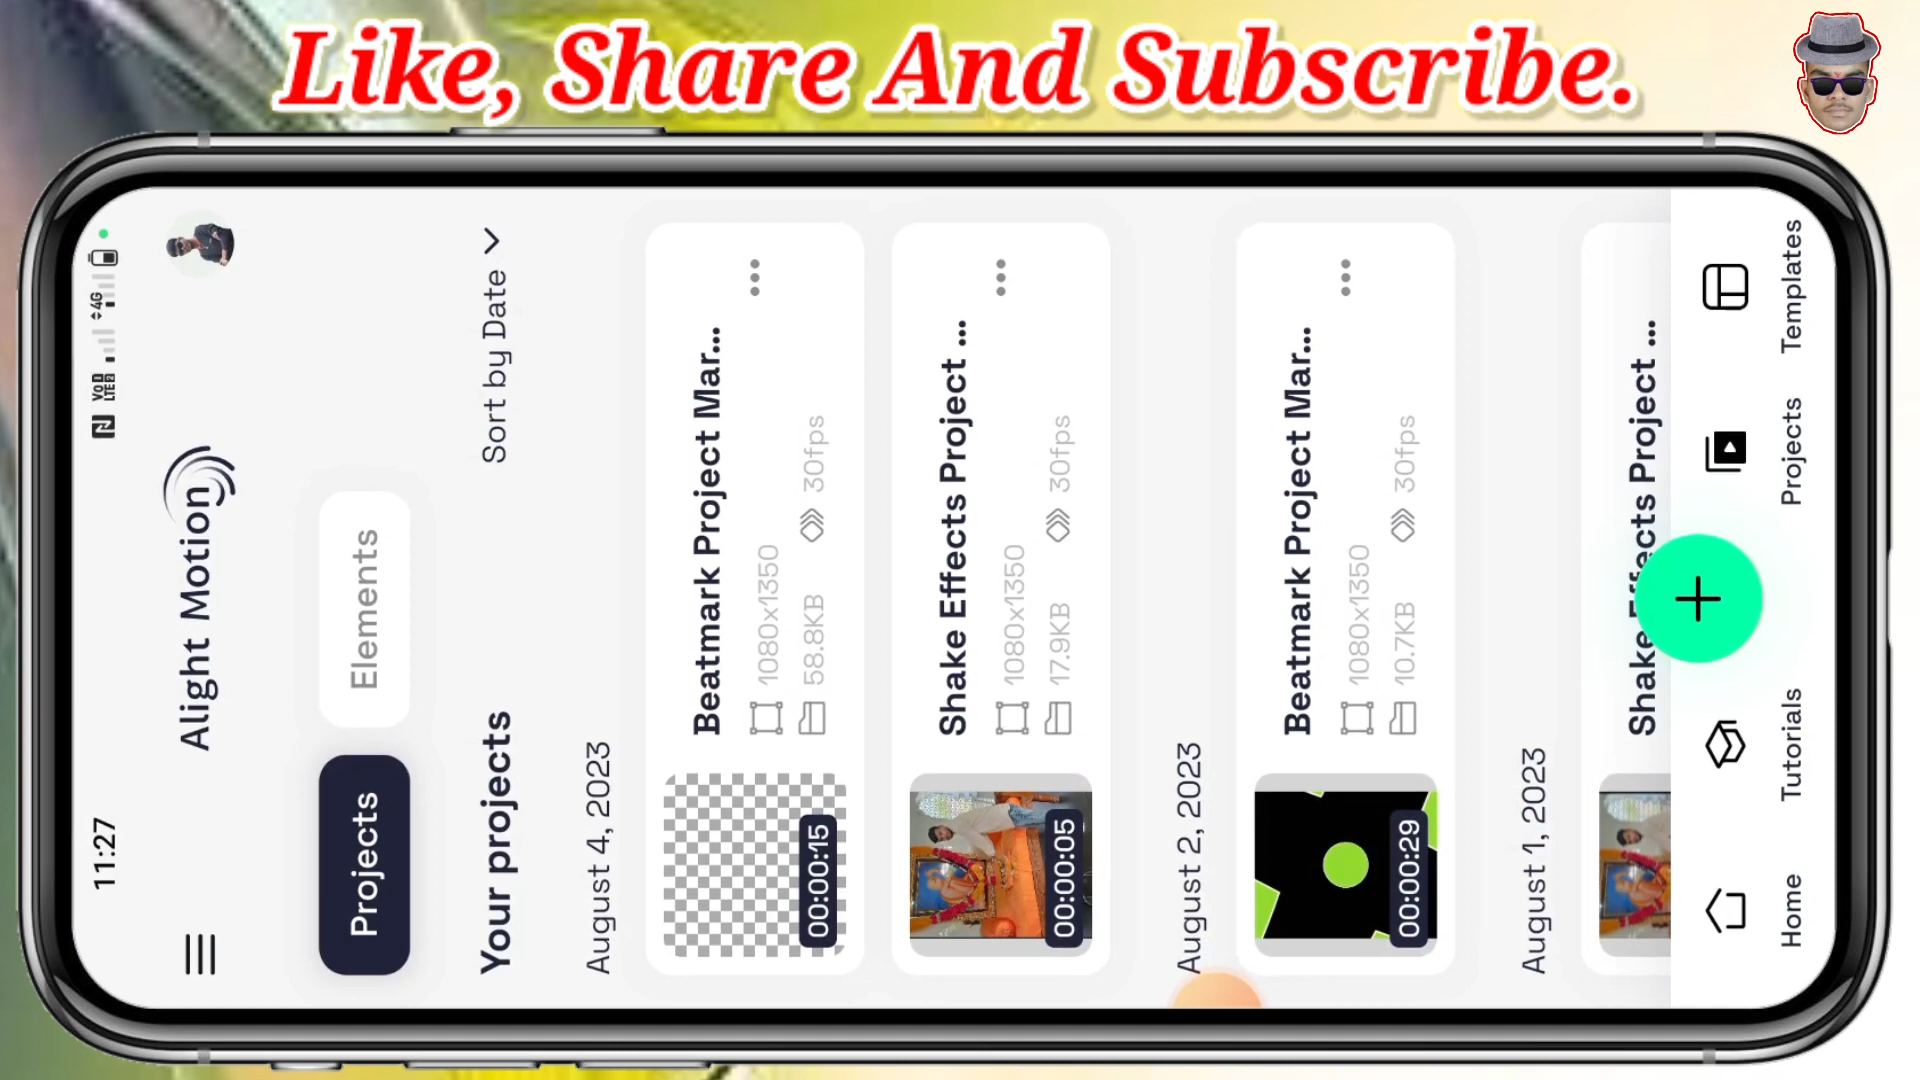 Like, Share And Subscribe.
11:27
VO) LTE2 4G
Alight Motion
Projects
Elements
Your projects
Sort by Date
August 4, 2023
Beatmark Project Mar...
1080x1350
58.8KB 30fps
00:00:15
Shake Effects Project ...
1080x1350
17.9KB 30fps
00:00:05
August 2, 2023
Beatmark Project Mar...
1080x1350
10.7KB 30fps
00:00:29
August 1, 2023
Shake Effects Project ...
Home
Tutorials
Projects
Templates